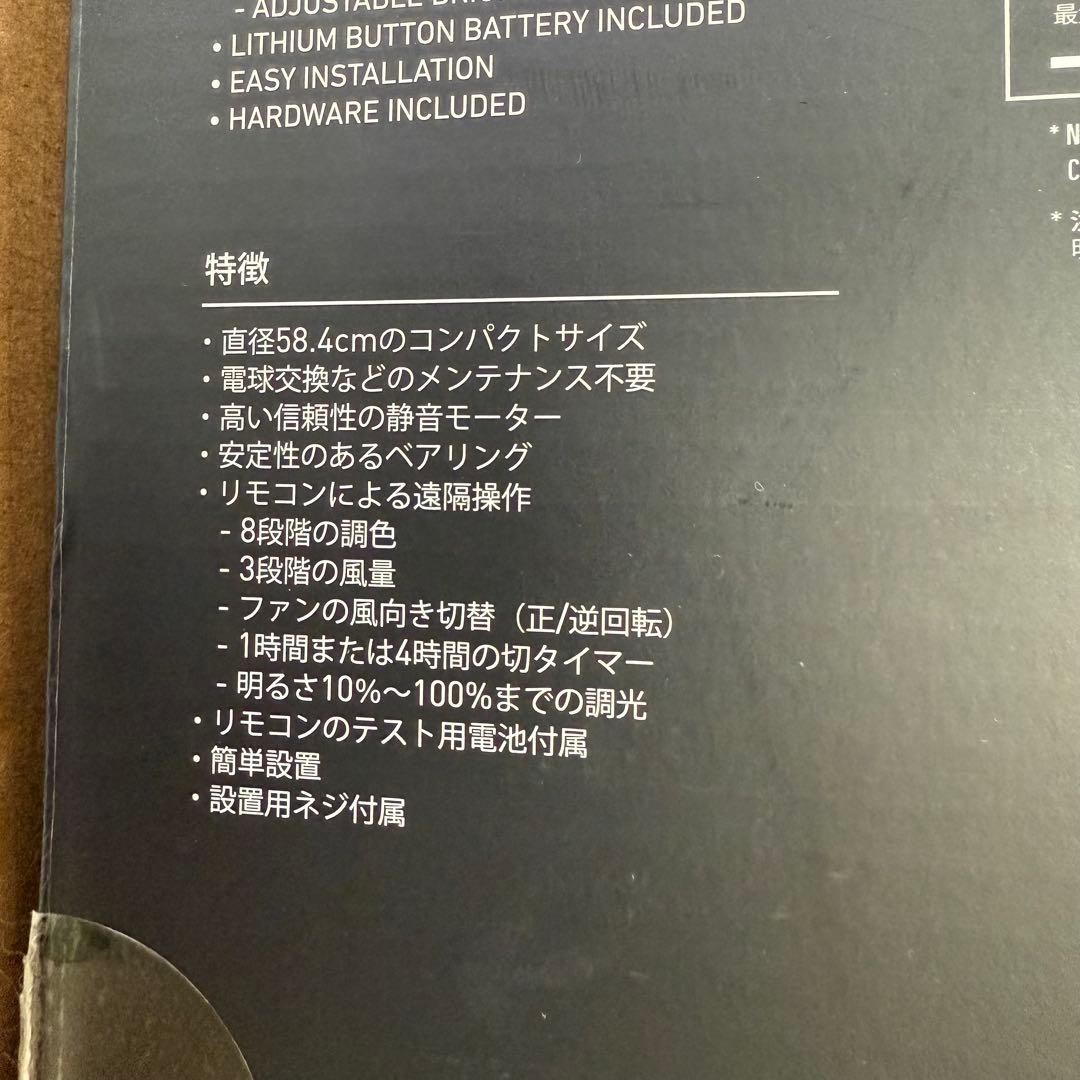 - ADJUSTABLE
• LITHIUM BUTTON BATTERY INCLUDED
• EASY INSTALLATION
• HARDWARE INCLUDED
最
* N
C
*
特徴
・直径58.4cmのコンパクトサイズ
・電球交換などのメンテナンス不要
・高い信頼性の静音モーター
・安定性のあるベアリング
・リモコンによる遠隔操作
- 8段階の調色
- 3段階の風量
- ファンの風向き切替（正/逆回転）
- 1時間または4時間の切タイマー
- 明るさ10%～100%までの調光
・リモコンのテスト用電池付属
・簡単設置
・設置用ネジ付属